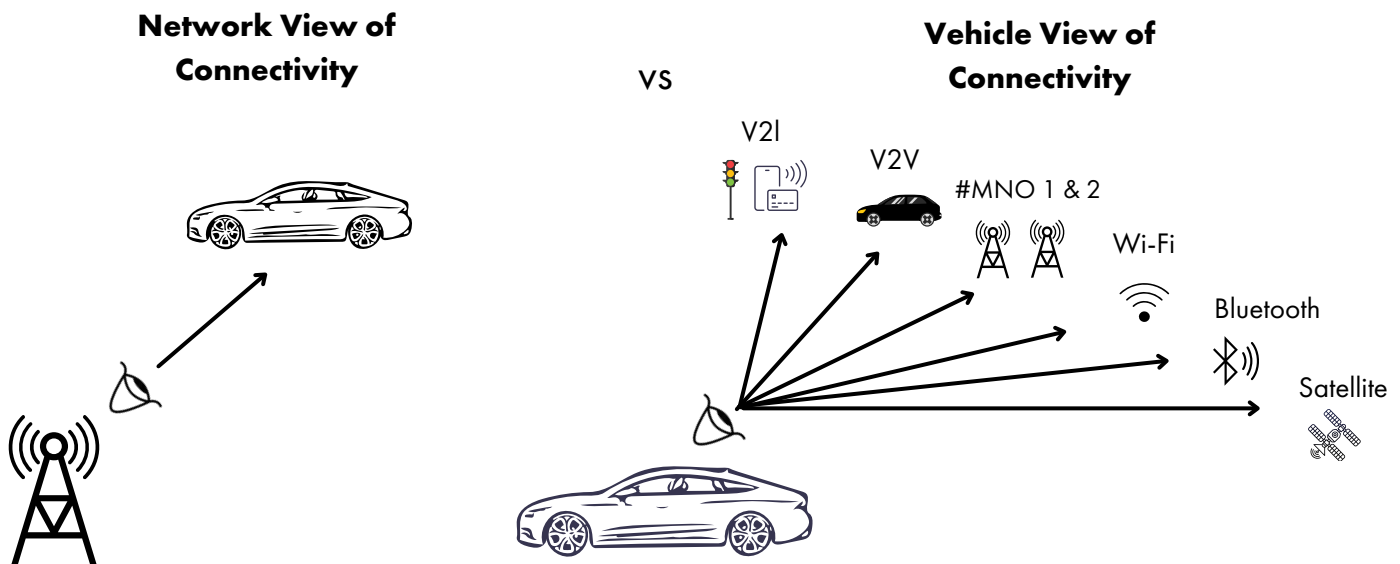 Network View of
Connectivity
vs
Vehicle View of
Connectivity
V2I
V2V
#MNO 1 & 2
Wi-Fi
Bluetooth
Satellite